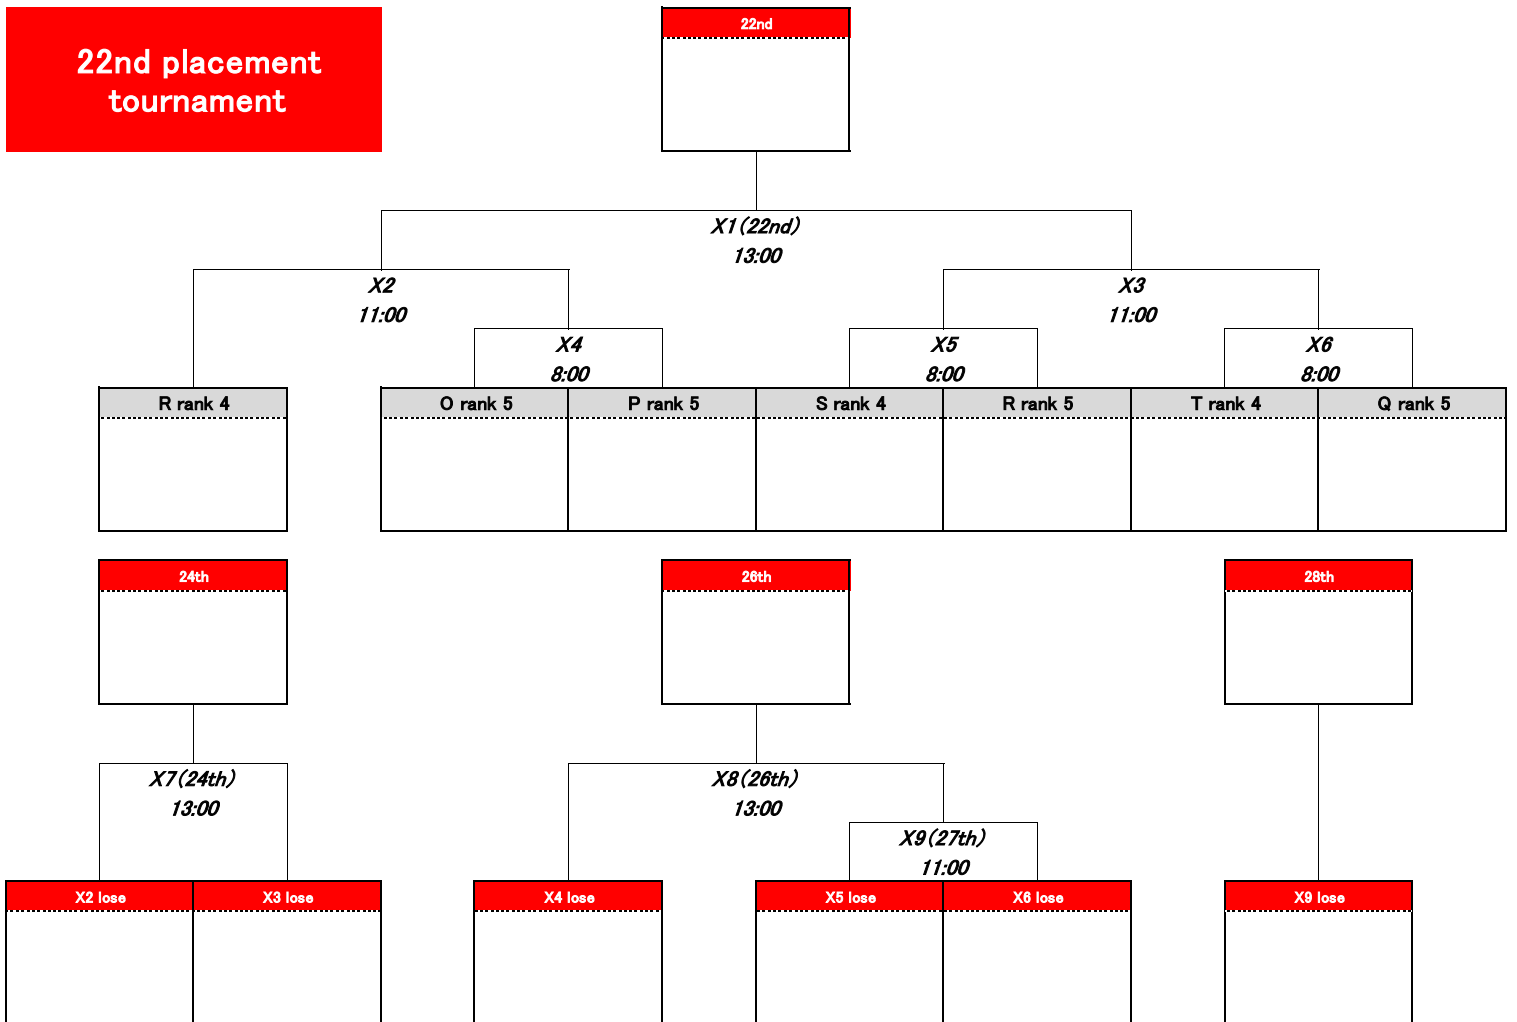 22nd placement
tournament
22nd
X1(22nd)
13:00
X2
11:00
X3
11:00
X4
8:00
X5
8:00
X6
8:00
R rank 4
O rank 5
P rank 5
S rank 4
R rank 5
T rank 4
Q rank 5
24th
26th
28th
X7(24th)
13:00
X8(26th)
13:00
X9(27th)
11:00
X2 lose
X3 lose
X4 lose
X5 lose
X6 lose
X9 lose